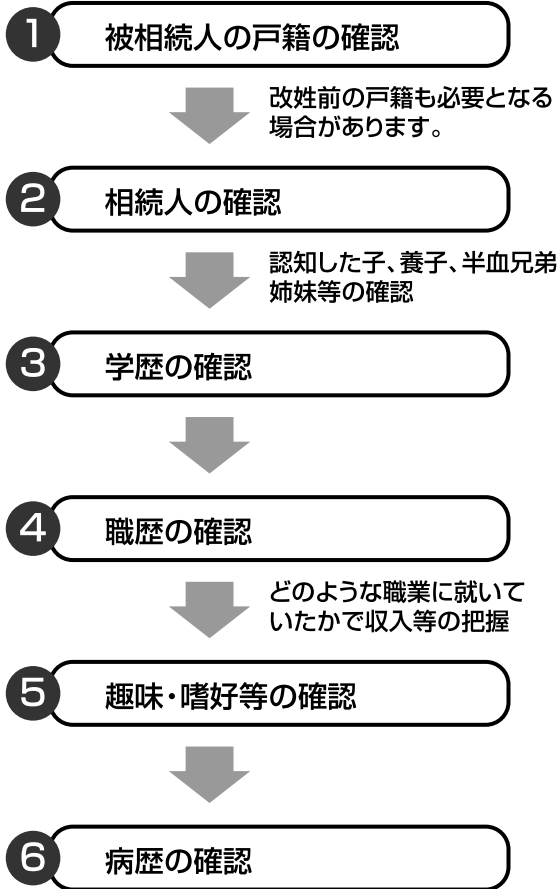 1 被相続人の戸籍の確認
改姓前の戸籍も必要となる
場合があります。
2 相続人の確認
認知した子、養子、半血兄弟
姉妹等の確認
3 学歴の確認
4 職歴の確認
どのような職業に就いて
いたかで収入等の把握
5 趣味・嗜好等の確認
6 病歴の確認